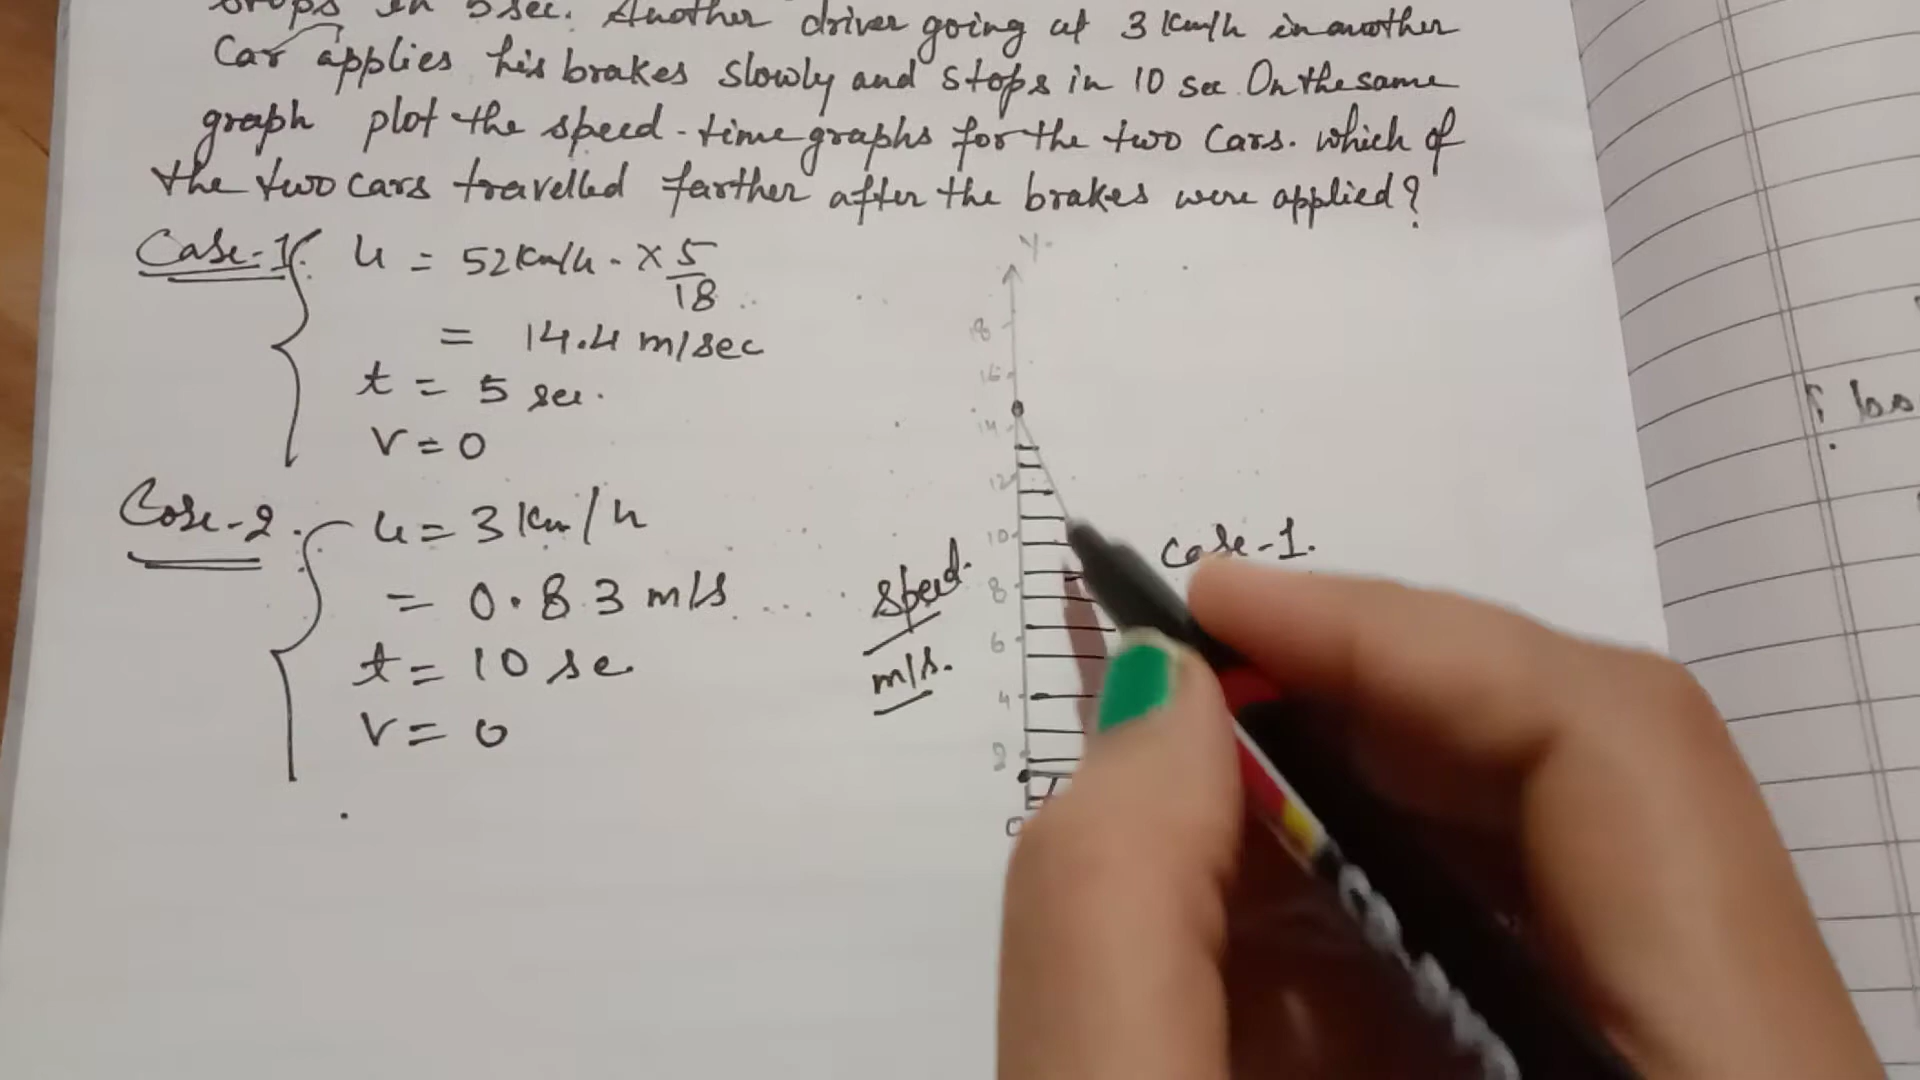 stops in 5 sec. Another driver going at 3 Km/h in another
Car applies his brakes slowly and stops in 10 sec. On the same
graph plot the speed-time graphs for the two Cars. which of
the two cars travelled farther after the brakes were applied?
Case-1. u = 52 Km/h. × 5/18
= 14.4 m/sec
t = 5 sec.
v = 0
Case-2. u = 3 Km/h
= 0.83 m/s
t = 10 se
v = 0
Y
18
16
14
12
10
8
6
4
2
0
speed.
m/s.
case-1.